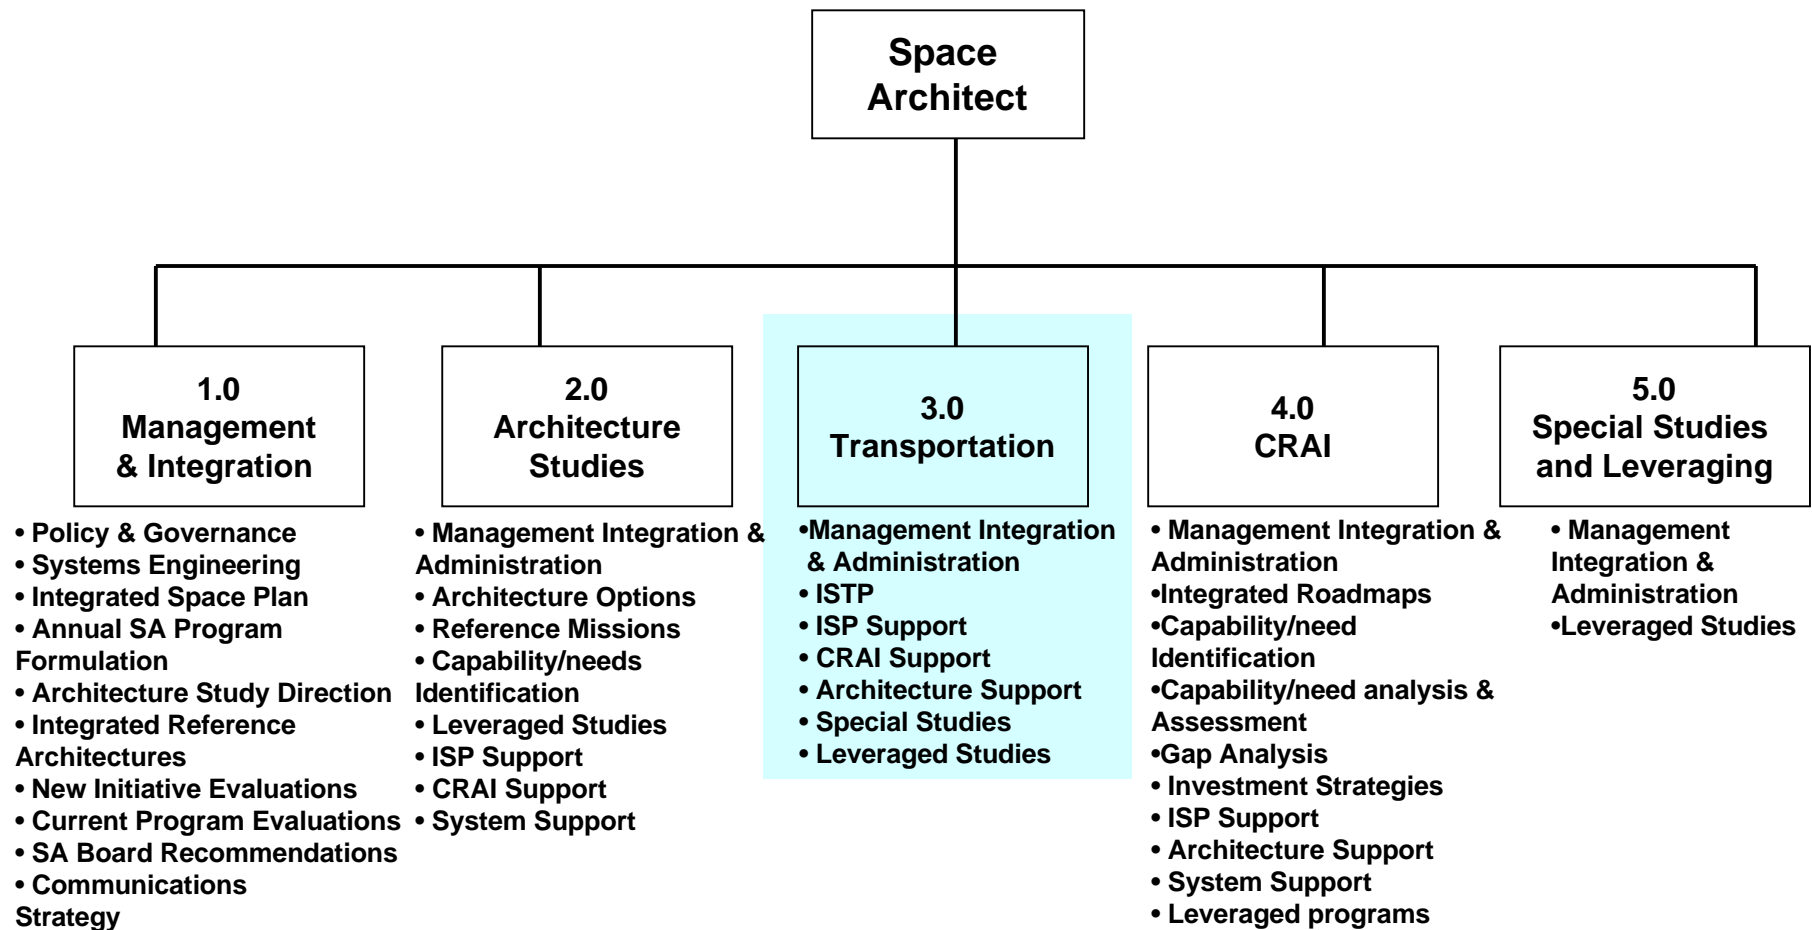 Space
Architect
1.0
Management
& Integration
• Policy & Governance
• Systems Engineering
• Integrated Space Plan
• Annual SA Program
Formulation
• Architecture Study Direction
• Integrated Reference
Architectures
• New Initiative Evaluations
• Current Program Evaluations
• SA Board Recommendations
• Communications
Strategy
2.0
Architecture
Studies
• Management Integration &
Administration
• Architecture Options
• Reference Missions
• Capability/needs
Identification
• Leveraged Studies
• ISP Support
• CRAI Support
• System Support
3.0
Transportation
•Management Integration
& Administration
• ISTP
• ISP Support
• CRAI Support
• Architecture Support
• Special Studies
• Leveraged Studies
4.0
CRAI
• Management Integration &
Administration
•Integrated Roadmaps
•Capability/need
Identification
•Capability/need analysis &
Assessment
•Gap Analysis
• Investment Strategies
• ISP Support
• Architecture Support
• System Support
• Leveraged programs
5.0
Special Studies
and Leveraging
• Management
Integration &
Administration
•Leveraged Studies